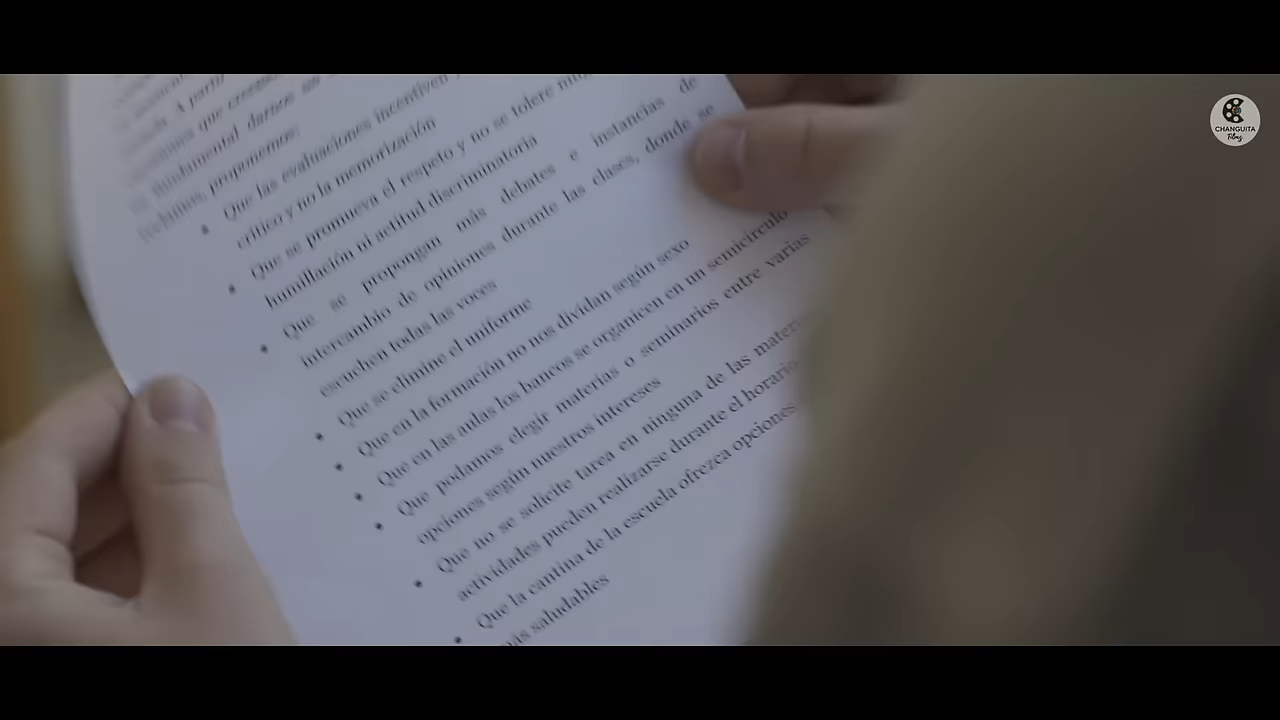 A partir
que creemos
fundamental darnos un
proponemos:
• Que las evaluaciones incentiven
crítico y no la memorización
• Que se promueva el respeto y no se tolere
humillación ni actitud discriminatoria
• Que se propongan más debates e instancias de
intercambio de opiniones durante las clases, donde se
escuchen todas las voces
• Que se elimine el uniforme
• Que en la formación no nos dividan según sexo
• Que en las aulas los bancos se organicen en un semicírculo
• Que podamos elegir materias o seminarios entre varias
opciones según nuestros intereses
• Que no se solicite tarea en ninguna de las
actividades pueden realizarse durante el horario
• Que la cantina de la escuela ofrezca opciones
más saludables
CHANGUITA
Films